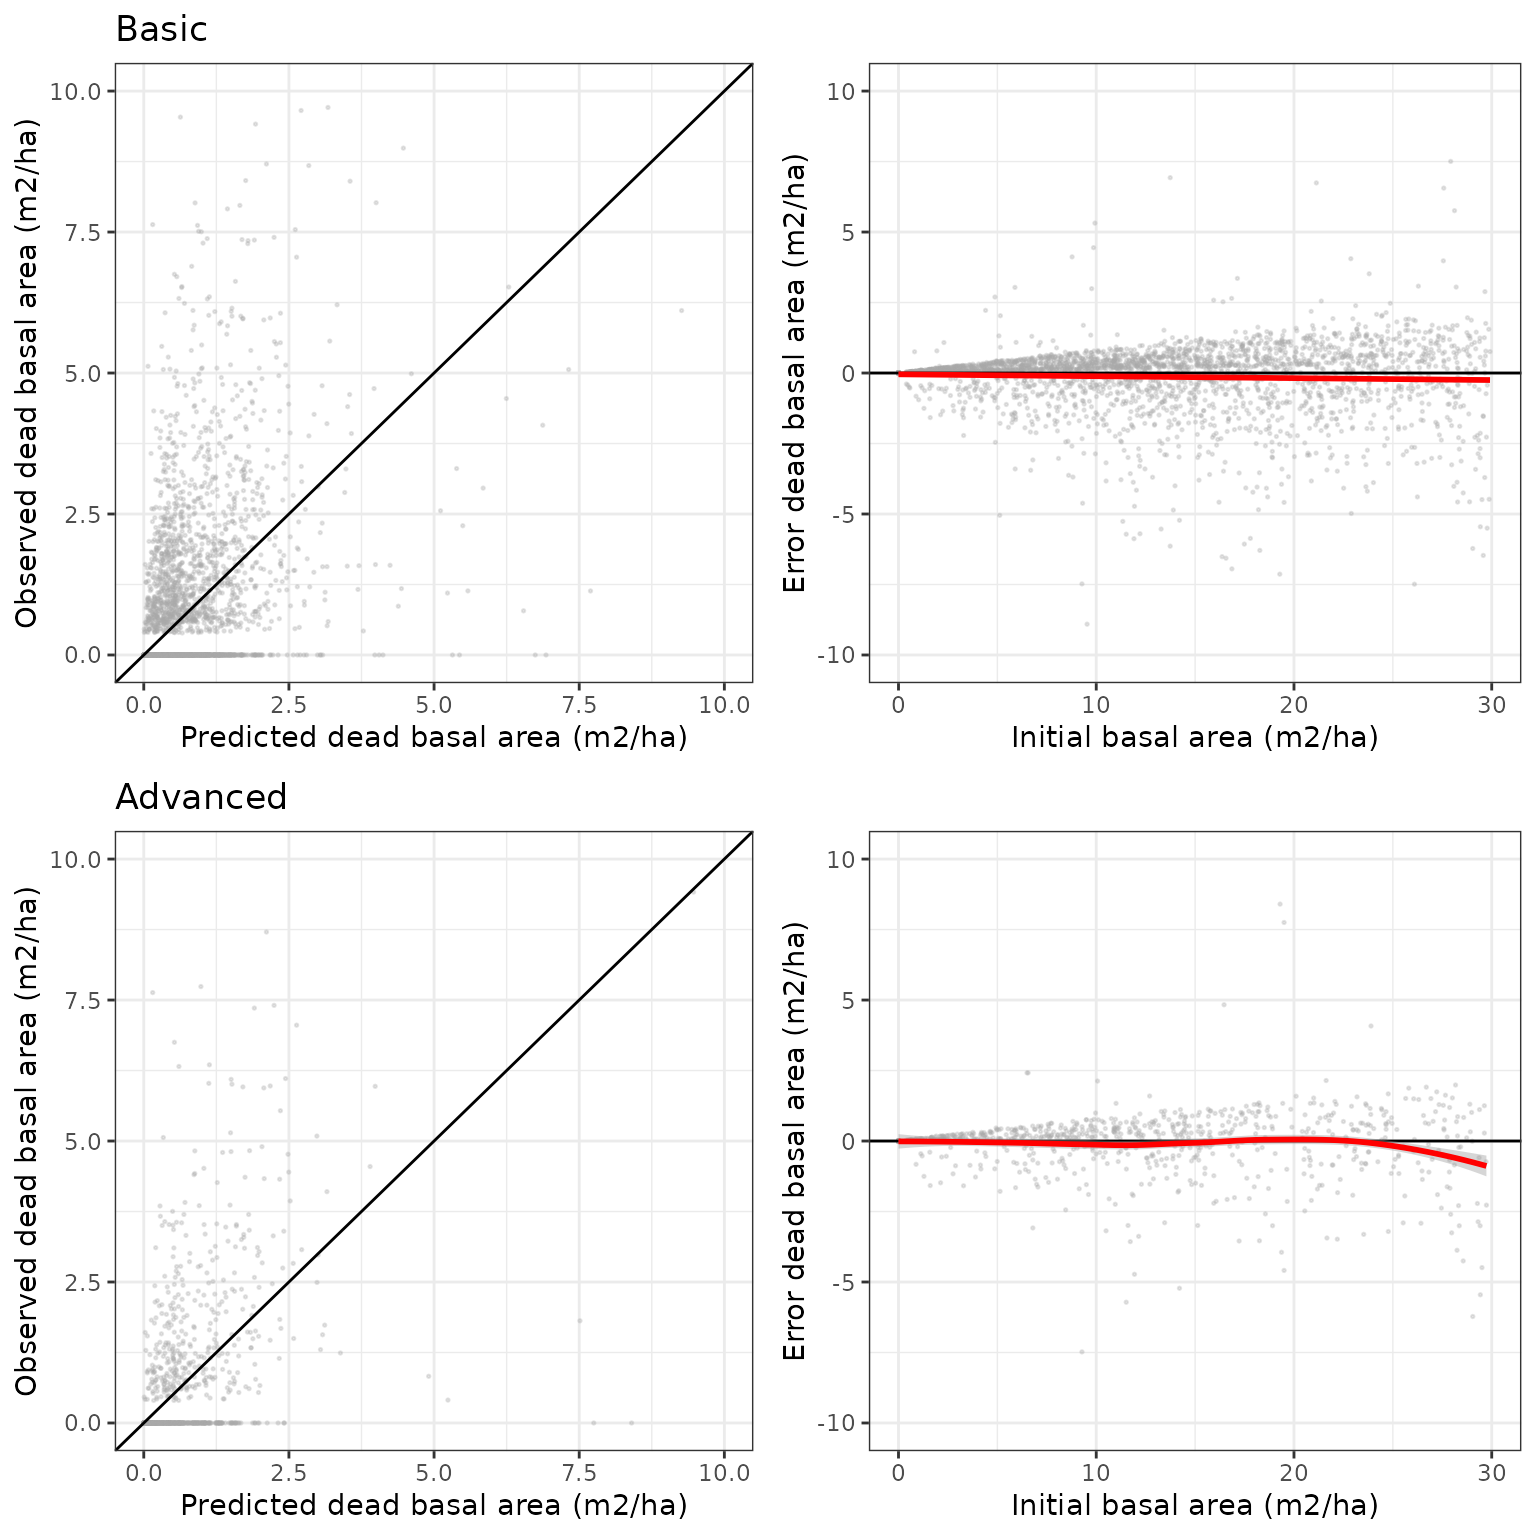 Basic
Observed dead basal area (m2/ha)
10.0
7.5
5.0
2.5
0.0
0.0 2.5 5.0 7.5 10.0
Predicted dead basal area (m2/ha)
Error dead basal area (m2/ha)
10
5
0
-5
-10
0 10 20 30
Initial basal area (m2/ha)
Advanced
Observed dead basal area (m2/ha)
10.0
7.5
5.0
2.5
0.0
0.0 2.5 5.0 7.5 10.0
Predicted dead basal area (m2/ha)
Error dead basal area (m2/ha)
10
5
0
-5
-10
0 10 20 30
Initial basal area (m2/ha)